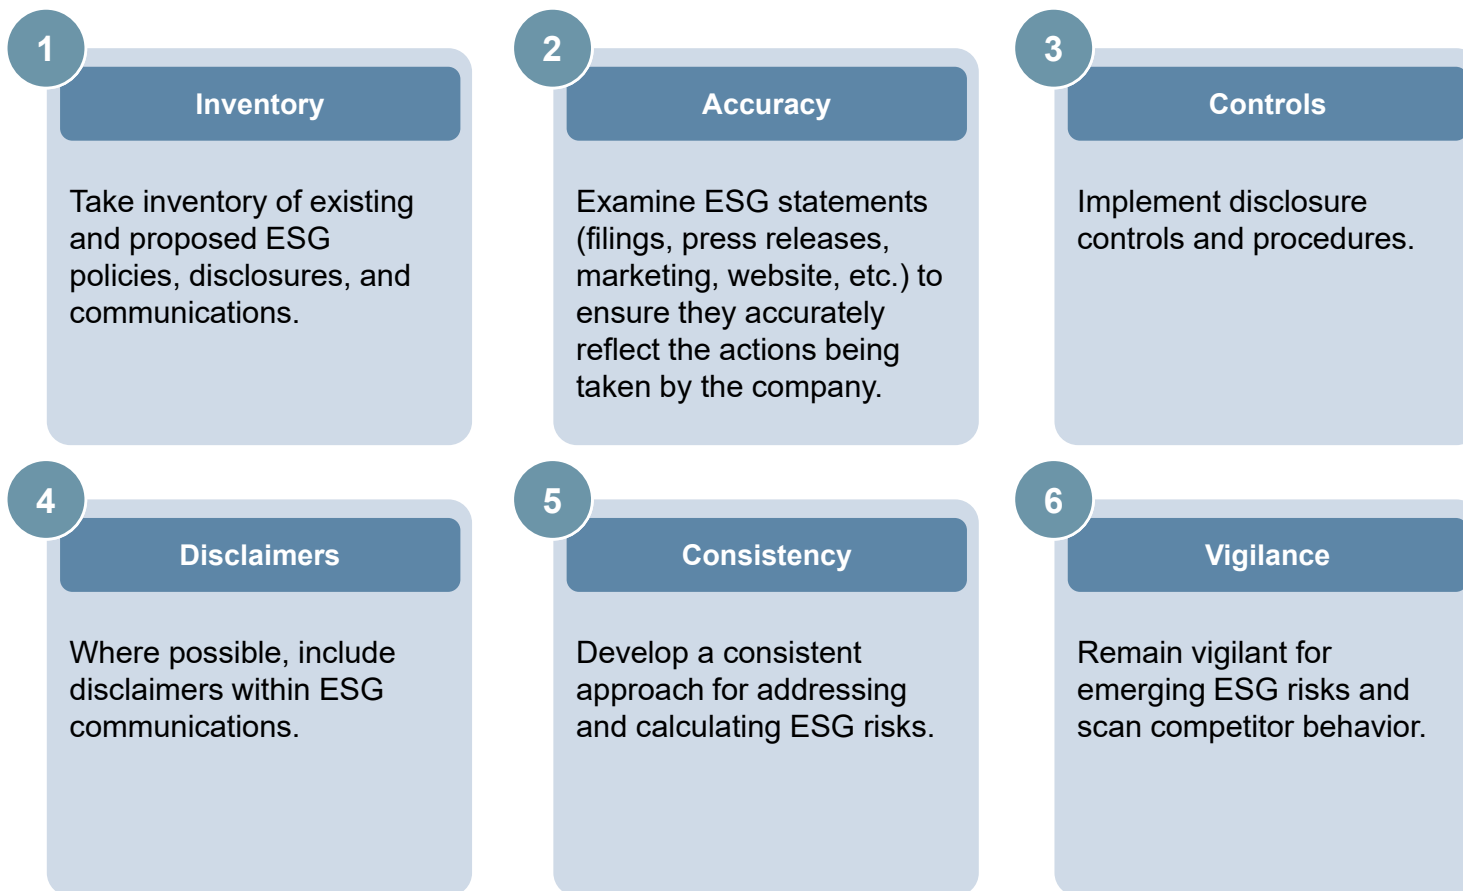 1
Inventory
Take inventory of existing
and proposed ESG
policies, disclosures, and
communications.
2
Accuracy
Examine ESG statements
(filings, press releases,
marketing, website, etc.) to
ensure they accurately
reflect the actions being
taken by the company.
3
Controls
Implement disclosure
controls and procedures.
4
Disclaimers
Where possible, include
disclaimers within ESG
communications.
5
Consistency
Develop a consistent
approach for addressing
and calculating ESG risks.
6
Vigilance
Remain vigilant for
emerging ESG risks and
scan competitor behavior.